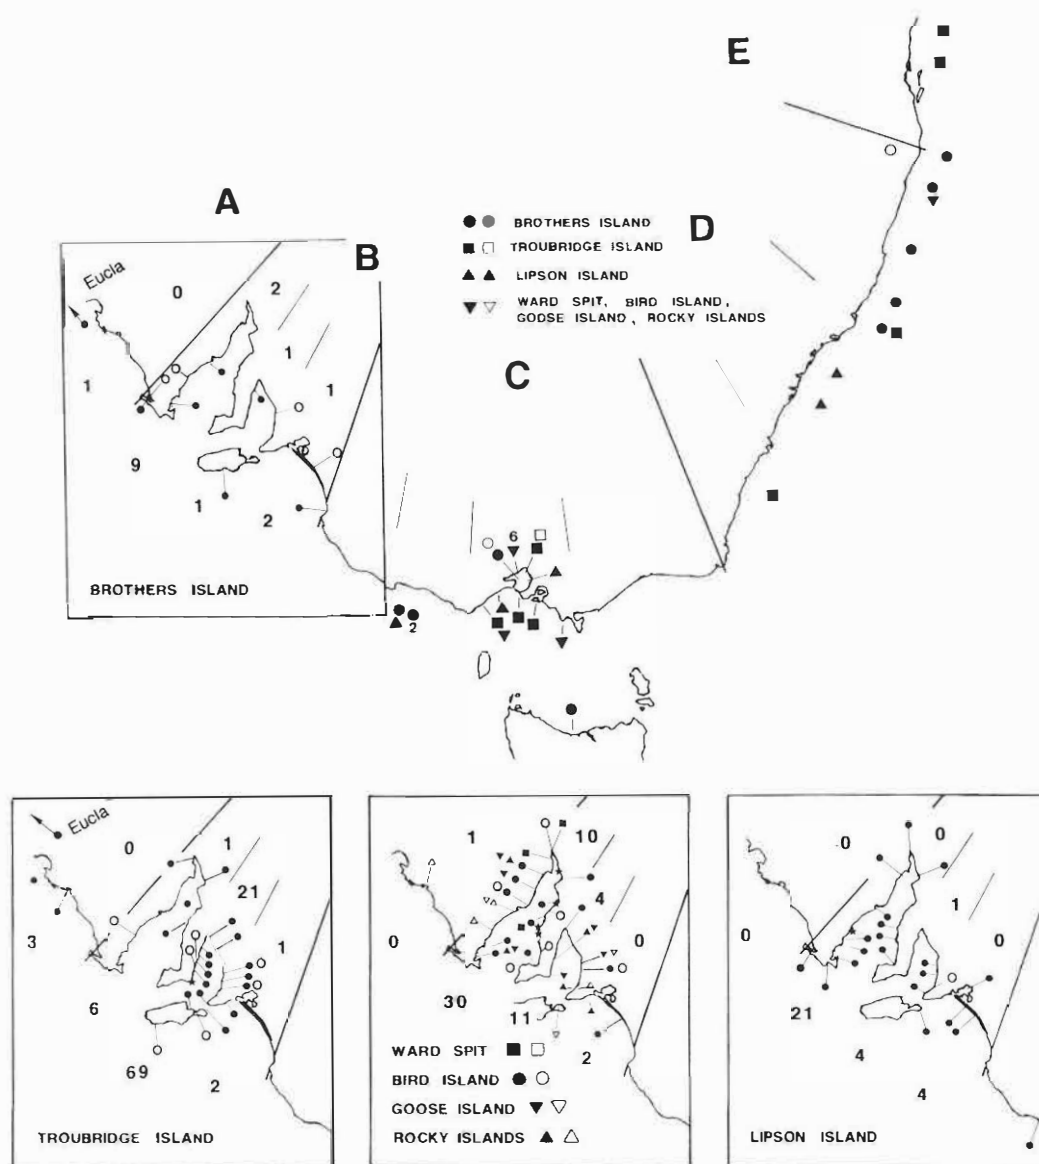 E
A
D
B
C
BROTHERS ISLAND
TROUBRIDGE ISLAND
LIPSON ISLAND
WARD SPIT, BIRD ISLAND,
GOOSE ISLAND, ROCKY ISLANDS
Eucla
0
2
1
1
1
9
1
2
BROTHERS ISLAND
6
2
Eucla
0
1
21
1
3
6
69
2
TROUBRIDGE ISLAND
1
10
4
0
0
30
11
2
WARD SPIT
BIRD ISLAND
GOOSE ISLAND
ROCKY ISLANDS
0
0
1
0
0
21
4
4
LIPSON ISLAND